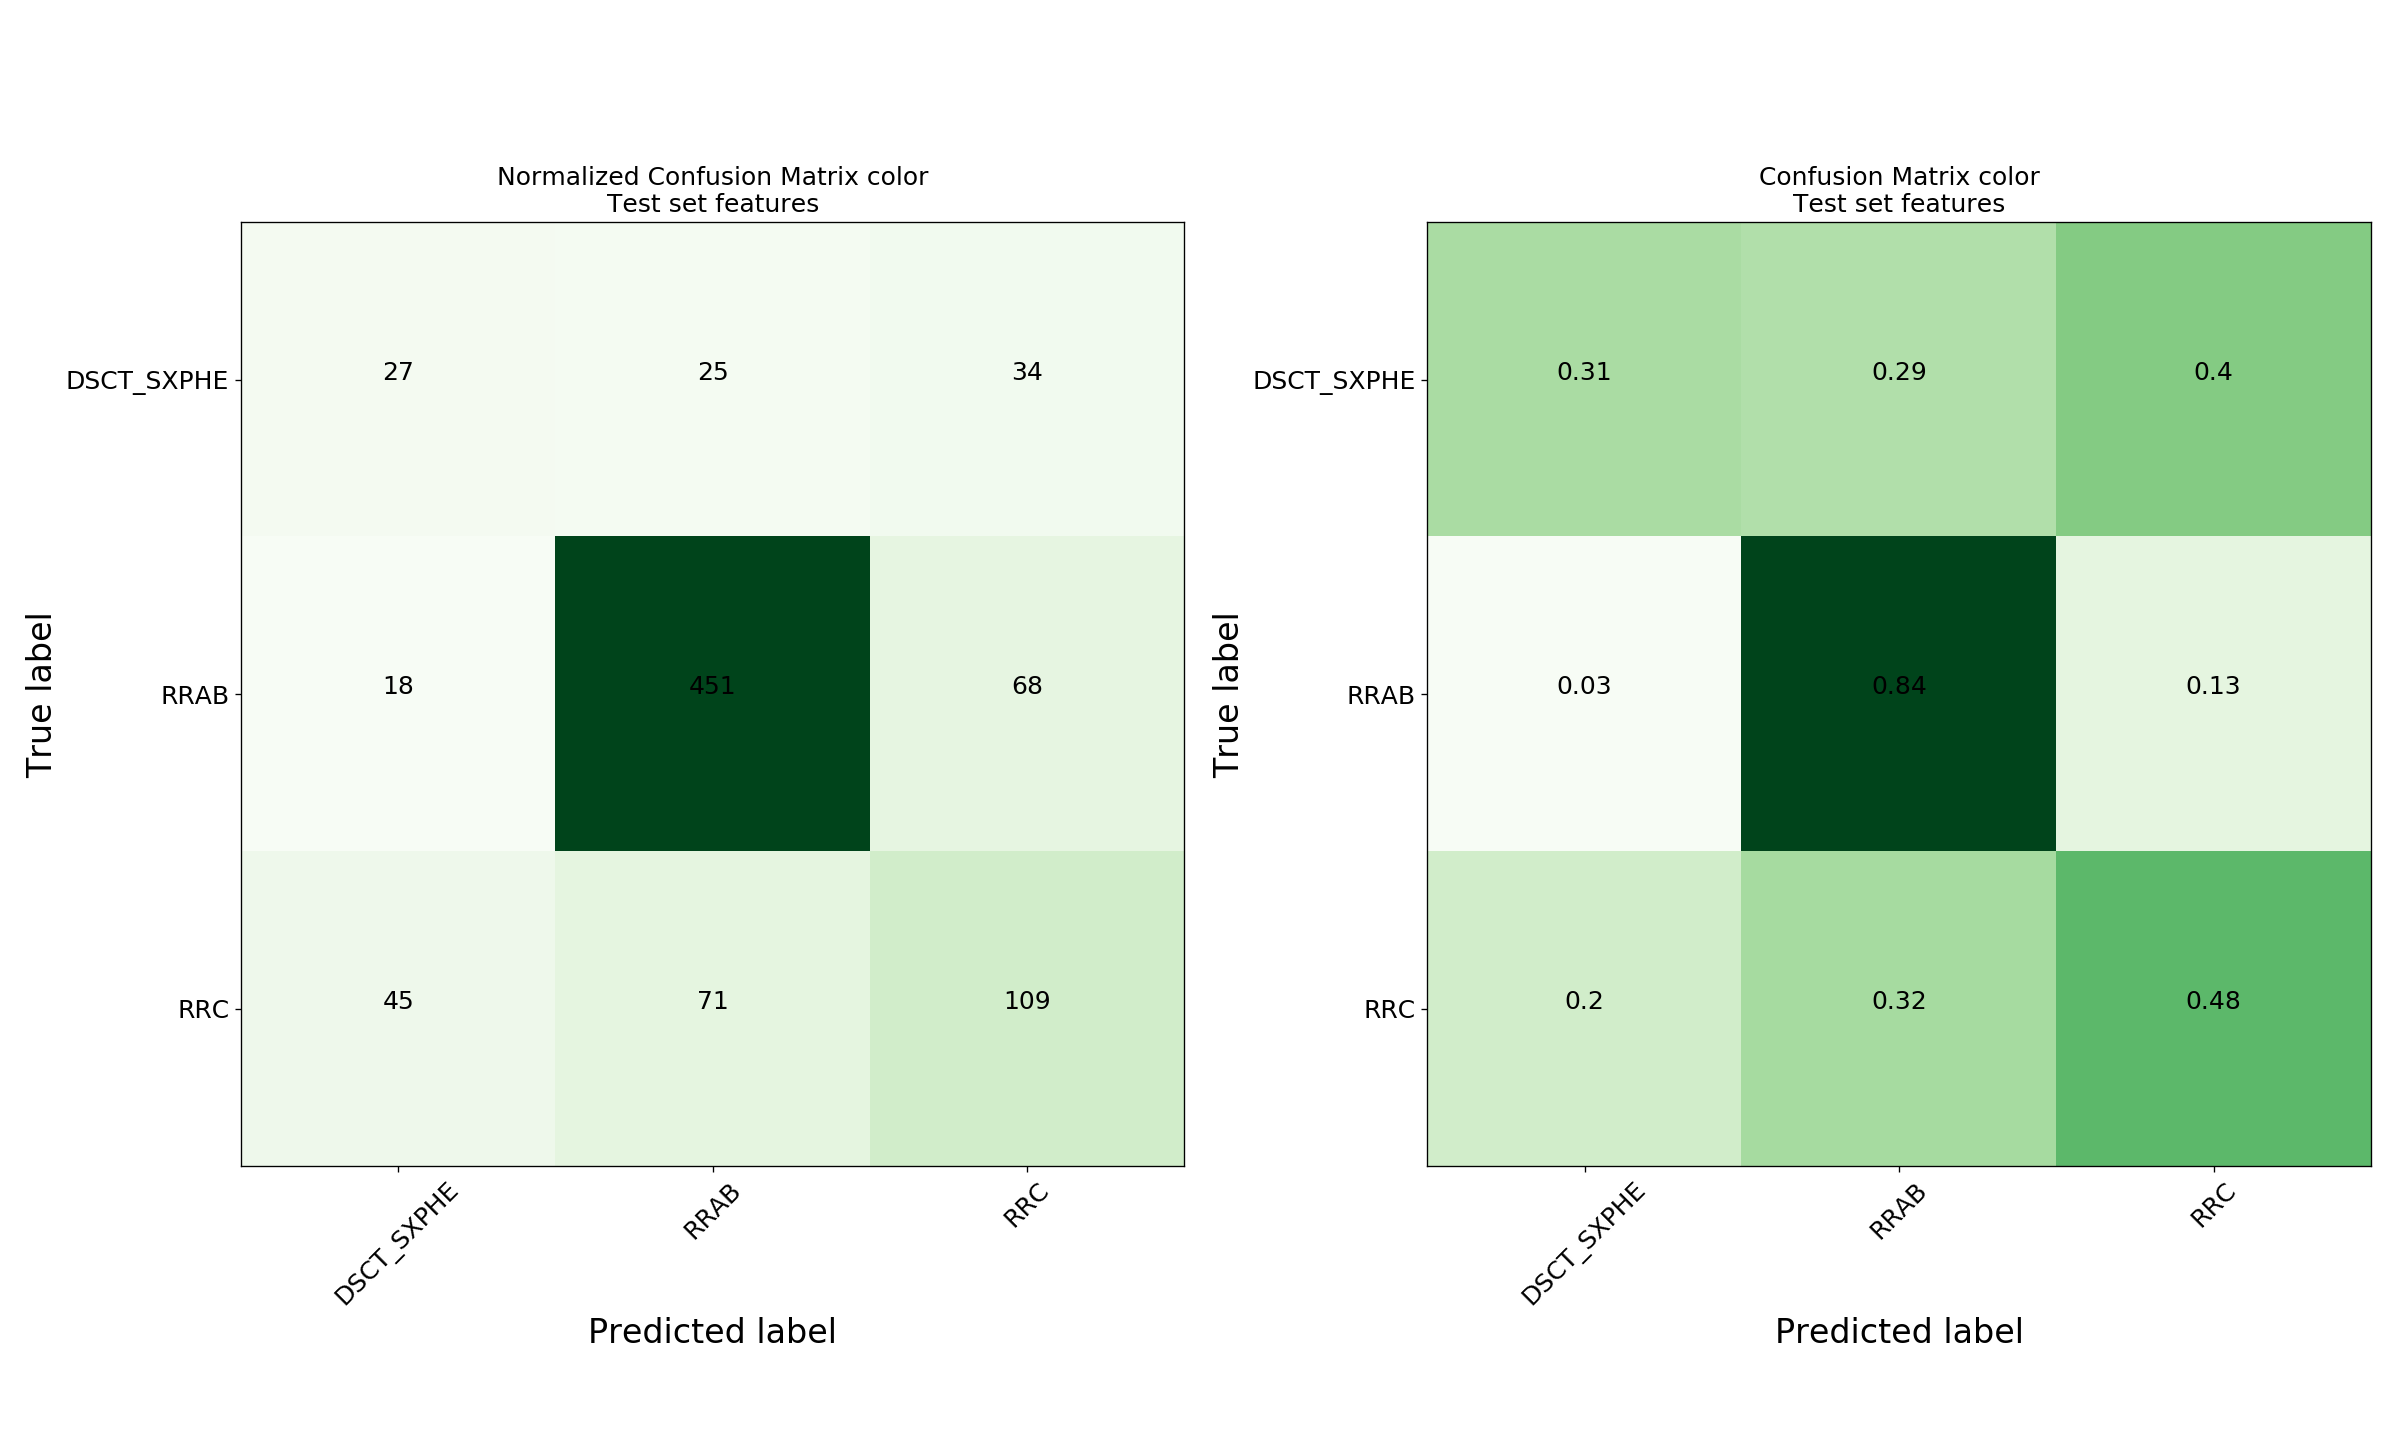 Normalized Confusion Matrix color
Test set features
True label
DSCT_SXPHE
27
25
34
RRAB
18
451
68
RRC
45
71
109
DSCT_SXPHE
RRAB
RRC
Predicted label
Confusion Matrix color
Test set features
True label
DSCT_SXPHE
0.31
0.29
0.4
RRAB
0.03
0.84
0.13
RRC
0.2
0.32
0.48
DSCT_SXPHE
RRAB
RRC
Predicted label